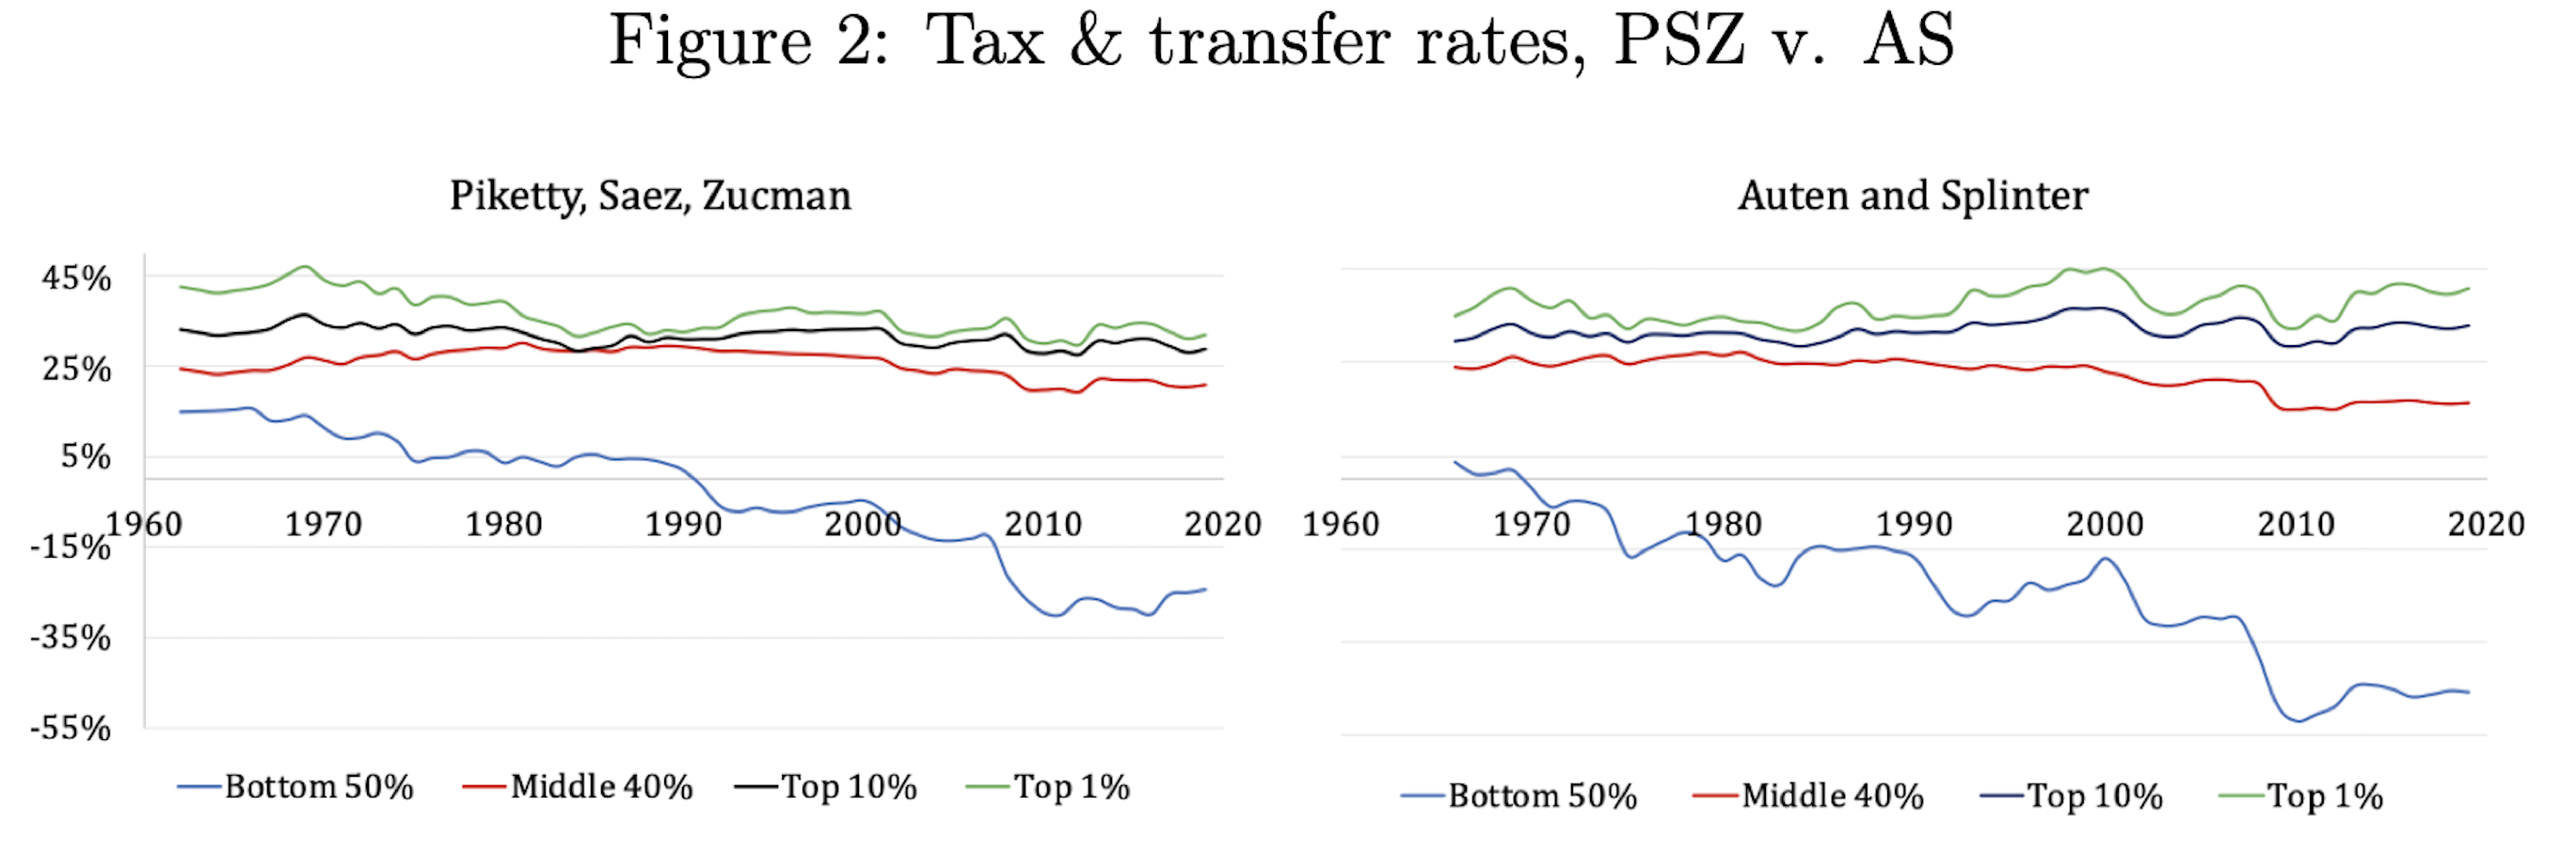 Figure 2: Tax & transfer rates, PSZ v. AS
Piketty, Saez, Zucman
45%
25%
5%
1960 1970 1980 1990 2000 2010 2020
-15%
-35%
-55%
Bottom 50% Middle 40% Top 10% Top 1%
Auten and Splinter
1960 1970 1980 1990 2000 2010 2020
Bottom 50% Middle 40% Top 10% Top 1%